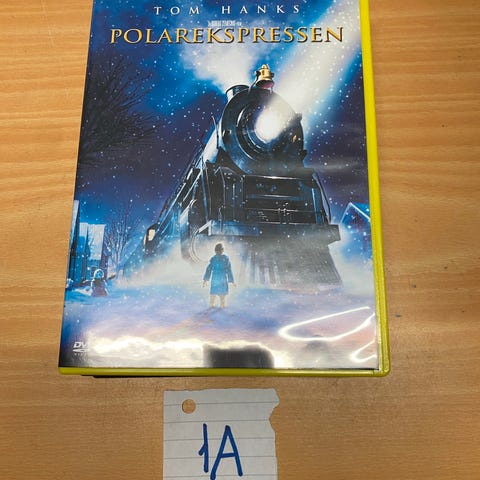 TOM HANKS
POLAREKSPRESSEN
DVD
1A